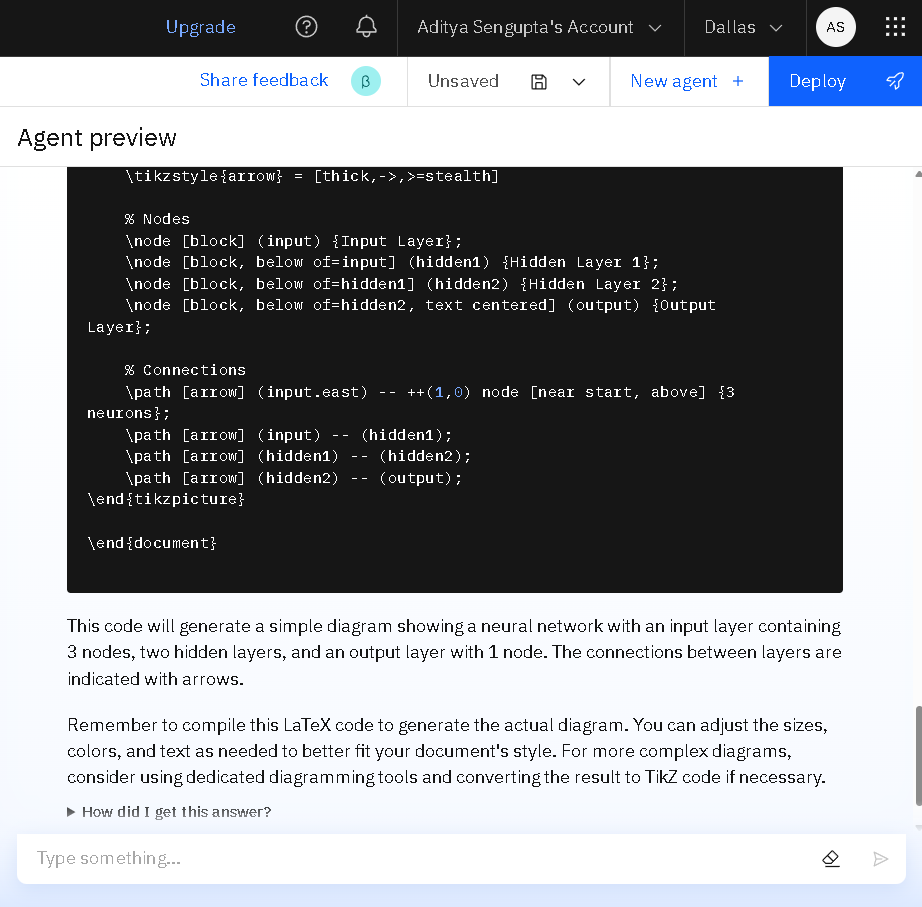 Upgrade
Aditya Sengupta's Account
Dallas
AS
Share feedback
β
Unsaved
New agent +
Deploy
Agent preview
\tikzstyle{arrow} = [thick,->,>=stealth]
% Nodes
\node [block] (input) {Input Layer};
\node [block, below of=input] (hidden1) {Hidden Layer 1};
\node [block, below of=hidden1] (hidden2) {Hidden Layer 2};
\node [block, below of=hidden2, text centered] (output) {Output
Layer};
% Connections
\path [arrow] (input.east) -- ++(1,0) node [near start, above] {3
neurons};
\path [arrow] (input) -- (hidden1);
\path [arrow] (hidden1) -- (hidden2);
\path [arrow] (hidden2) -- (output);
\end{tikzpicture}
\end{document}
This code will generate a simple diagram showing a neural network with an input layer containing
3 nodes, two hidden layers, and an output layer with 1 node. The connections between layers are
indicated with arrows.
Remember to compile this LaTeX code to generate the actual diagram. You can adjust the sizes,
colors, and text as needed to better fit your document's style. For more complex diagrams,
consider using dedicated diagramming tools and converting the result to TikZ code if necessary.
How did I get this answer?
Type something...